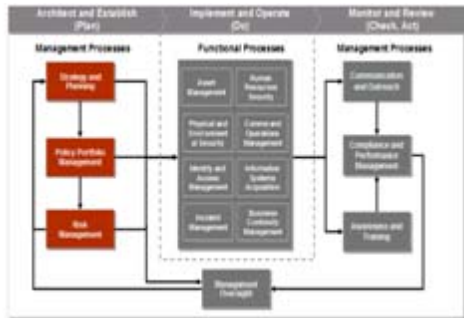 Architect and Establish
(Plan)
Implement and Operate
(Do)
Monitor and Review
(Check, Act)
Management Processes
Functional Processes
Management Processes
Strategy and
Planning
Policy Portfolio
Management
Risk
Management
Asset
Management
Human
Resources
Security
Physical and
Environment
al Security
Comms and
Operations
Management
Identity and
Access
Management
Information
Systems
Acquisition
Incident
Management
Business
Continuity
Management
Communication
and Outreach
Compliance and
Performance
Management
Awareness and
Training
Management
Oversight